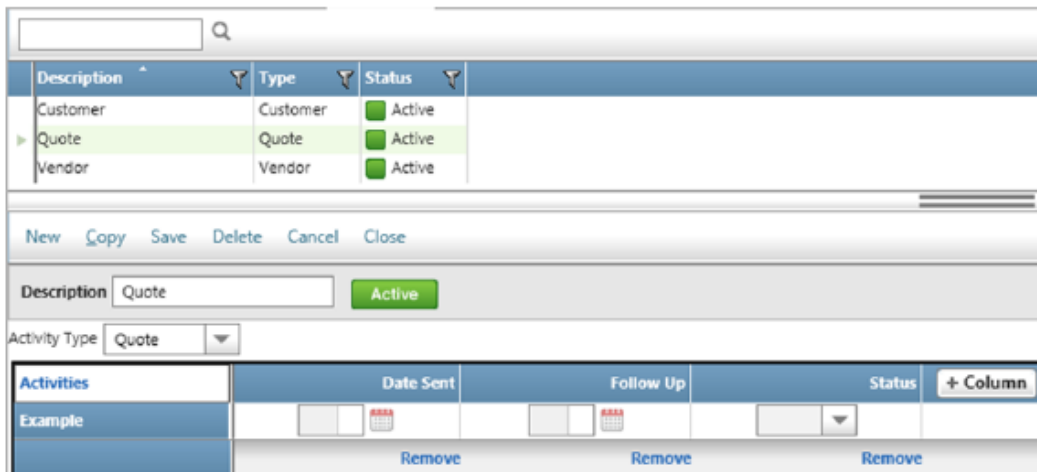 Description Type Status
Customer Customer Active
Quote Quote Active
Vendor Vendor Active
New Copy Save Delete Cancel Close
Description Quote Active
Activity Type Quote
Activities Date Sent Follow Up Status + Column
Example
Remove Remove Remove